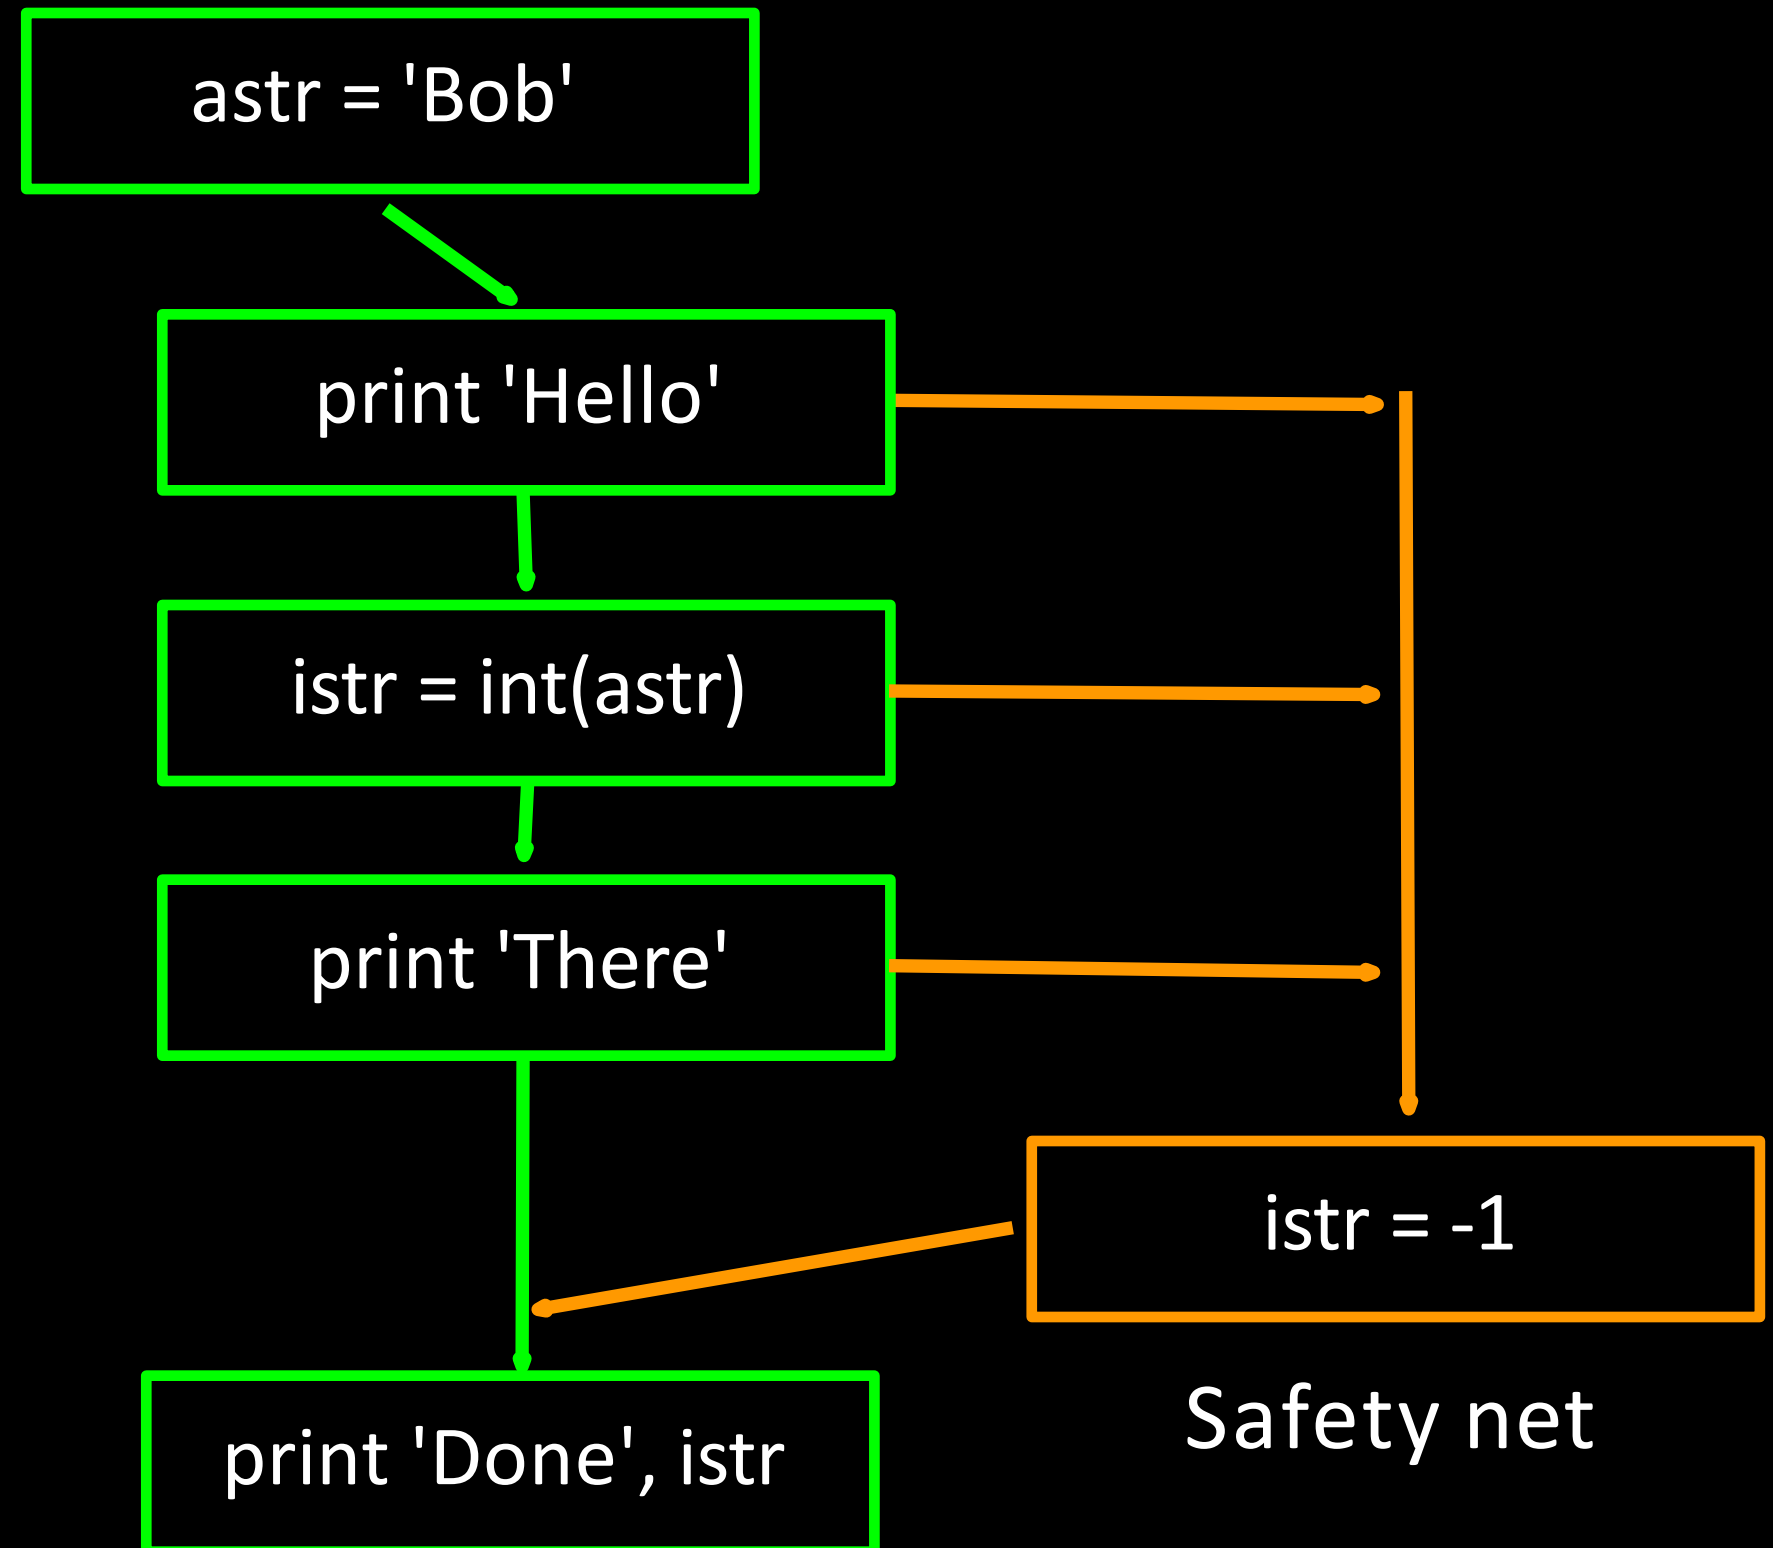 astr = 'Bob'
print 'Hello'
istr = int(astr)
print 'There'
istr = -1
Safety net
print 'Done', istr